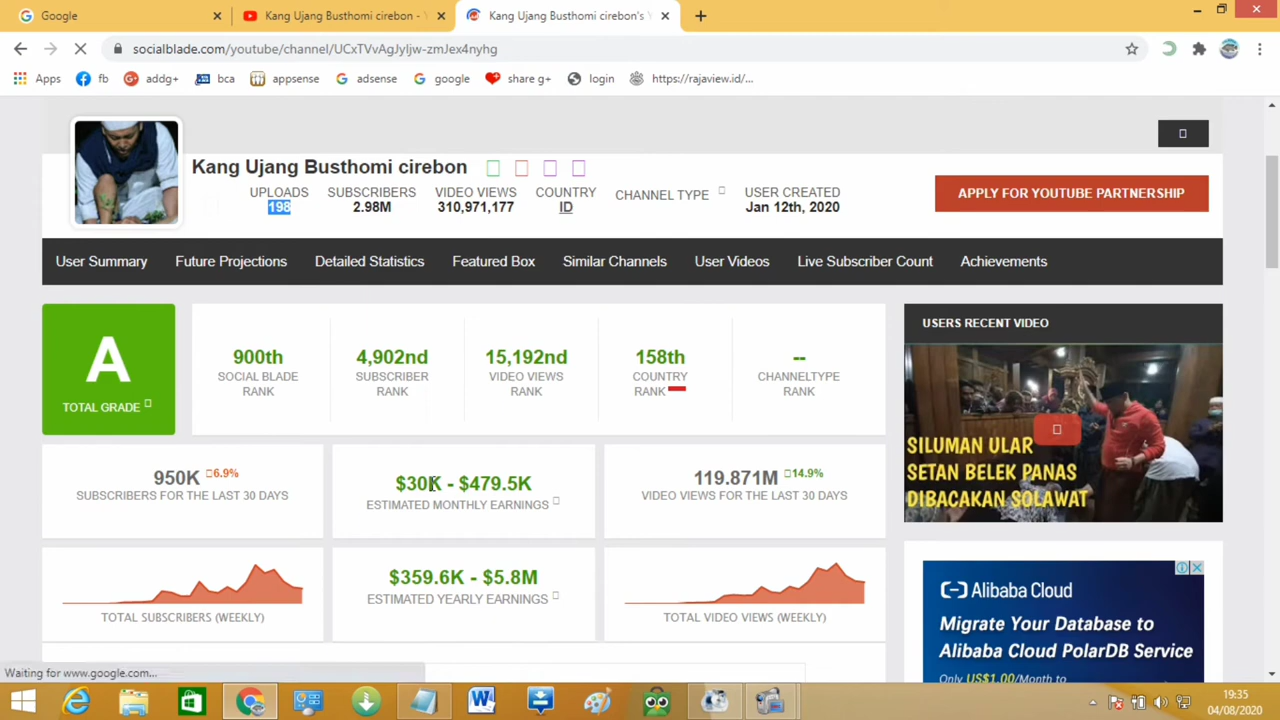 Google
Kang Ujang Busthomi cirebon -
Kang Ujang Busthomi cirebon's
socialblade.com/youtube/channel/UCxTVvAgJyIjw-zmJex4nyhg
Apps
fb
addg+
bca
appsense
adsense
google
share g+
login
https://rajaview.id/...
Kang Ujang Busthomi cirebon
UPLOADS
198
SUBSCRIBERS
2.98M
VIDEO VIEWS
310,971,177
COUNTRY
ID
CHANNEL TYPE
USER CREATED
Jan 12th, 2020
APPLY FOR YOUTUBE PARTNERSHIP
User Summary
Future Projections
Detailed Statistics
Featured Box
Similar Channels
User Videos
Live Subscriber Count
Achievements
A
TOTAL GRADE
900th
SOCIAL BLADE
RANK
4,902nd
SUBSCRIBER
RANK
15,192nd
VIDEO VIEWS
RANK
158th
COUNTRY
RANK
--
CHANNELTYPE
RANK
USERS RECENT VIDEO
SILUMAN ULAR
SETAN BELEK PANAS
DIBACAKAN SOLAWAT
950K 6.9%
SUBSCRIBERS FOR THE LAST 30 DAYS
$30K - $479.5K
ESTIMATED MONTHLY EARNINGS
119.871M 14.9%
VIDEO VIEWS FOR THE LAST 30 DAYS
TOTAL SUBSCRIBERS (WEEKLY)
$359.6K - $5.8M
ESTIMATED YEARLY EARNINGS
TOTAL VIDEO VIEWS (WEEKLY)
Alibaba Cloud
Migrate Your Database to
Alibaba Cloud PolarDB Service
Only US$1.00/Month to
Waiting for www.google.com...
19:35
04/08/2020